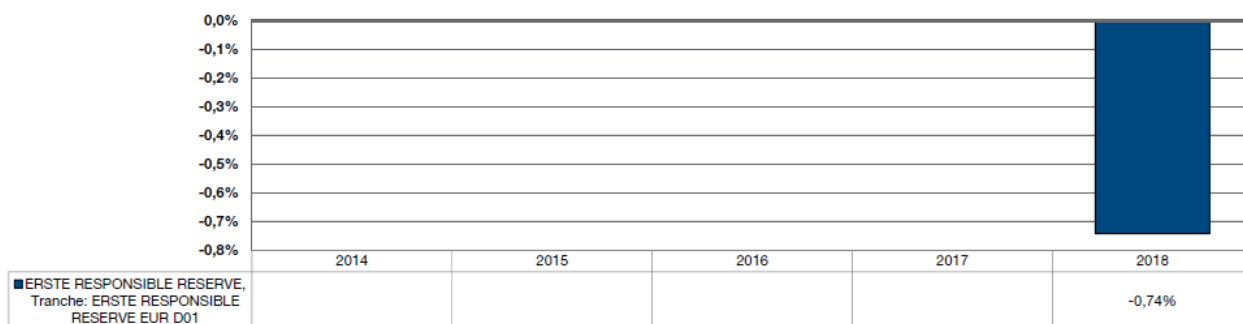 0,0%
-0,1%
-0,2%
-0,3%
-0,4%
-0,5%
-0,6%
-0,7%
-0,8%
2014 2015 2016 2017 2018
ERSTE RESPONSIBLE RESERVE,
Tranche: ERSTE RESPONSIBLE
RESERVE EUR D01
-0,74%